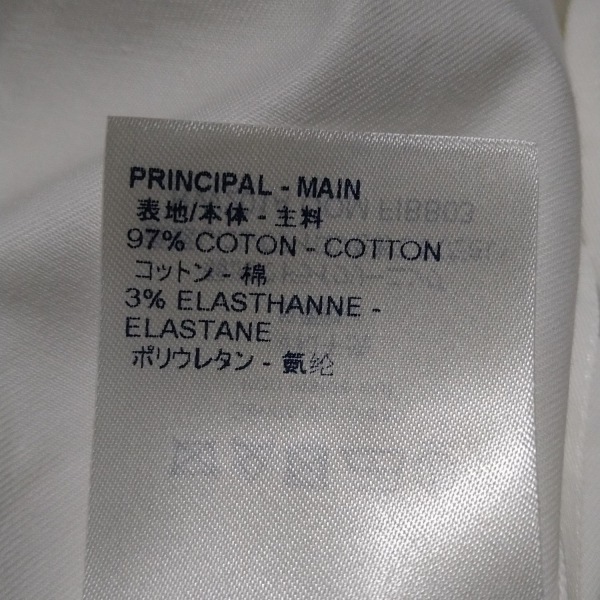 PRINCIPAL - MAIN
表地/本体 - 主料
97% COTON - COTTON
コットン - 棉
3% ELASTHANNE -
ELASTANE
ポリウレタン - 氨纶